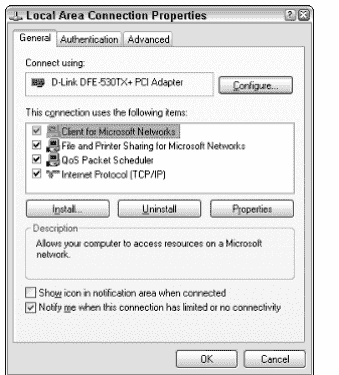 Local Area Connection Properties
General Authentication Advanced
Connect using:
D-Link DFE-530TX+ PCI Adapter
Configure...
This connection uses the following items:
Client for Microsoft Networks
File and Printer Sharing for Microsoft Networks
QoS Packet Scheduler
Internet Protocol (TCP/IP)
Install... Uninstall Properties
Description
Allows your computer to access resources on a Microsoft
network.
Show icon in notification area when connected
Notify me when this connection has limited or no connectivity
OK Cancel